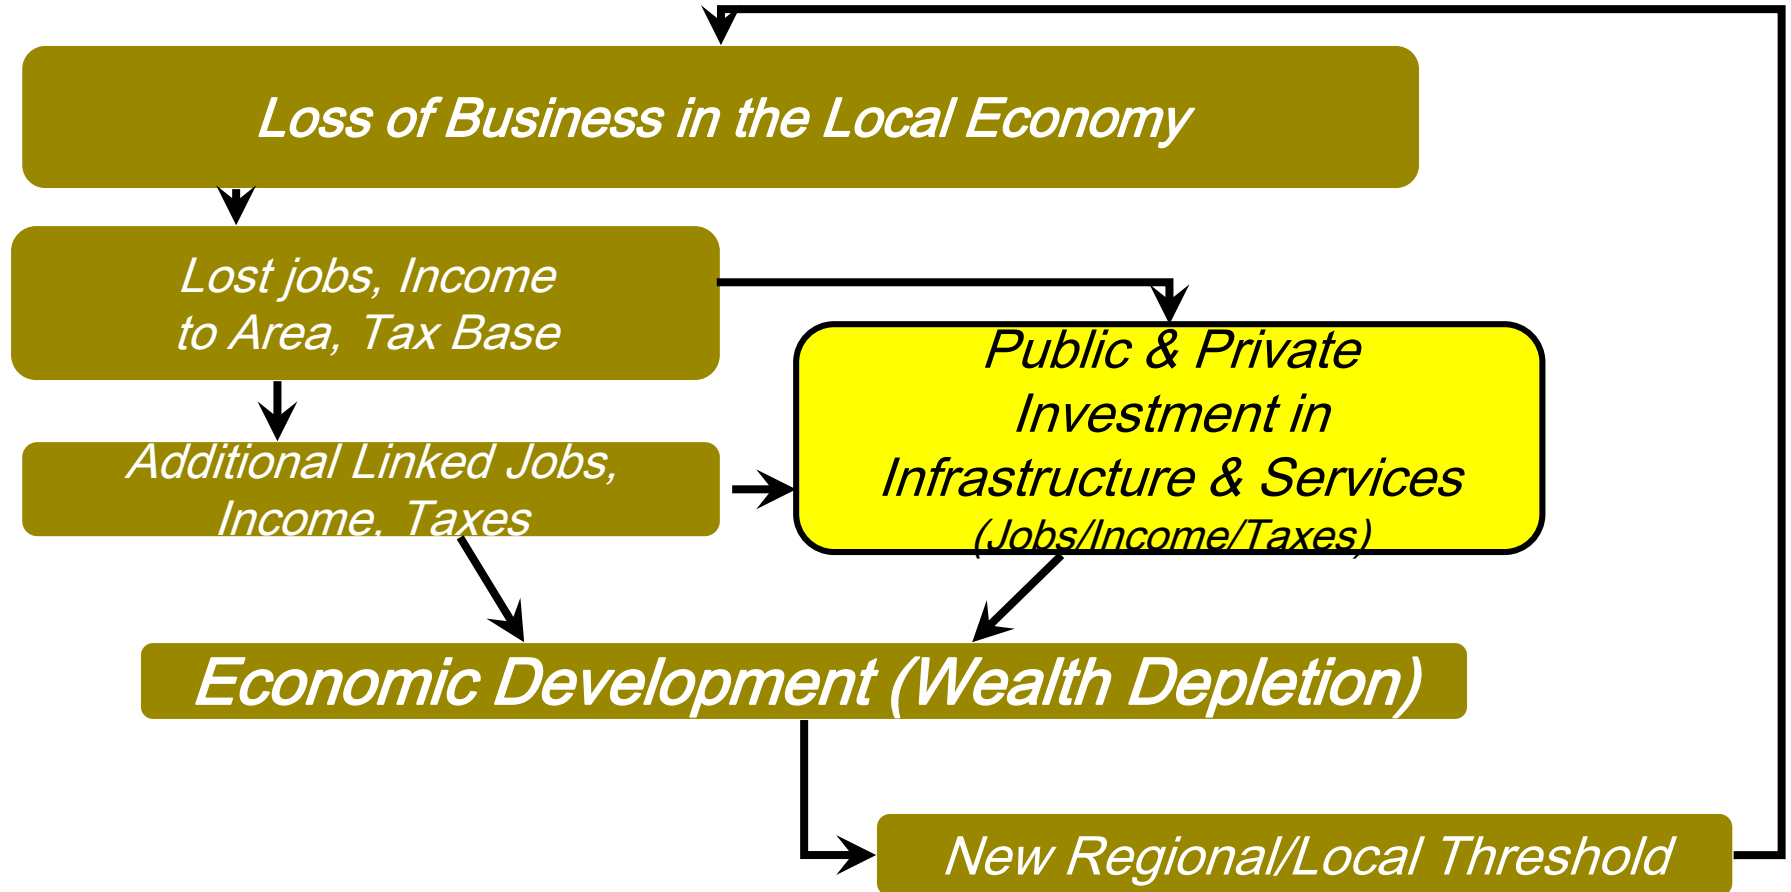 Loss of Business in the Local Economy
Lost jobs, Income
to Area, Tax Base
Public & Private
Investment in
Infrastructure & Services
(Jobs/Income/Taxes)
Additional Linked Jobs,
Income, Taxes
Economic Development (Wealth Depletion)
New Regional/Local Threshold